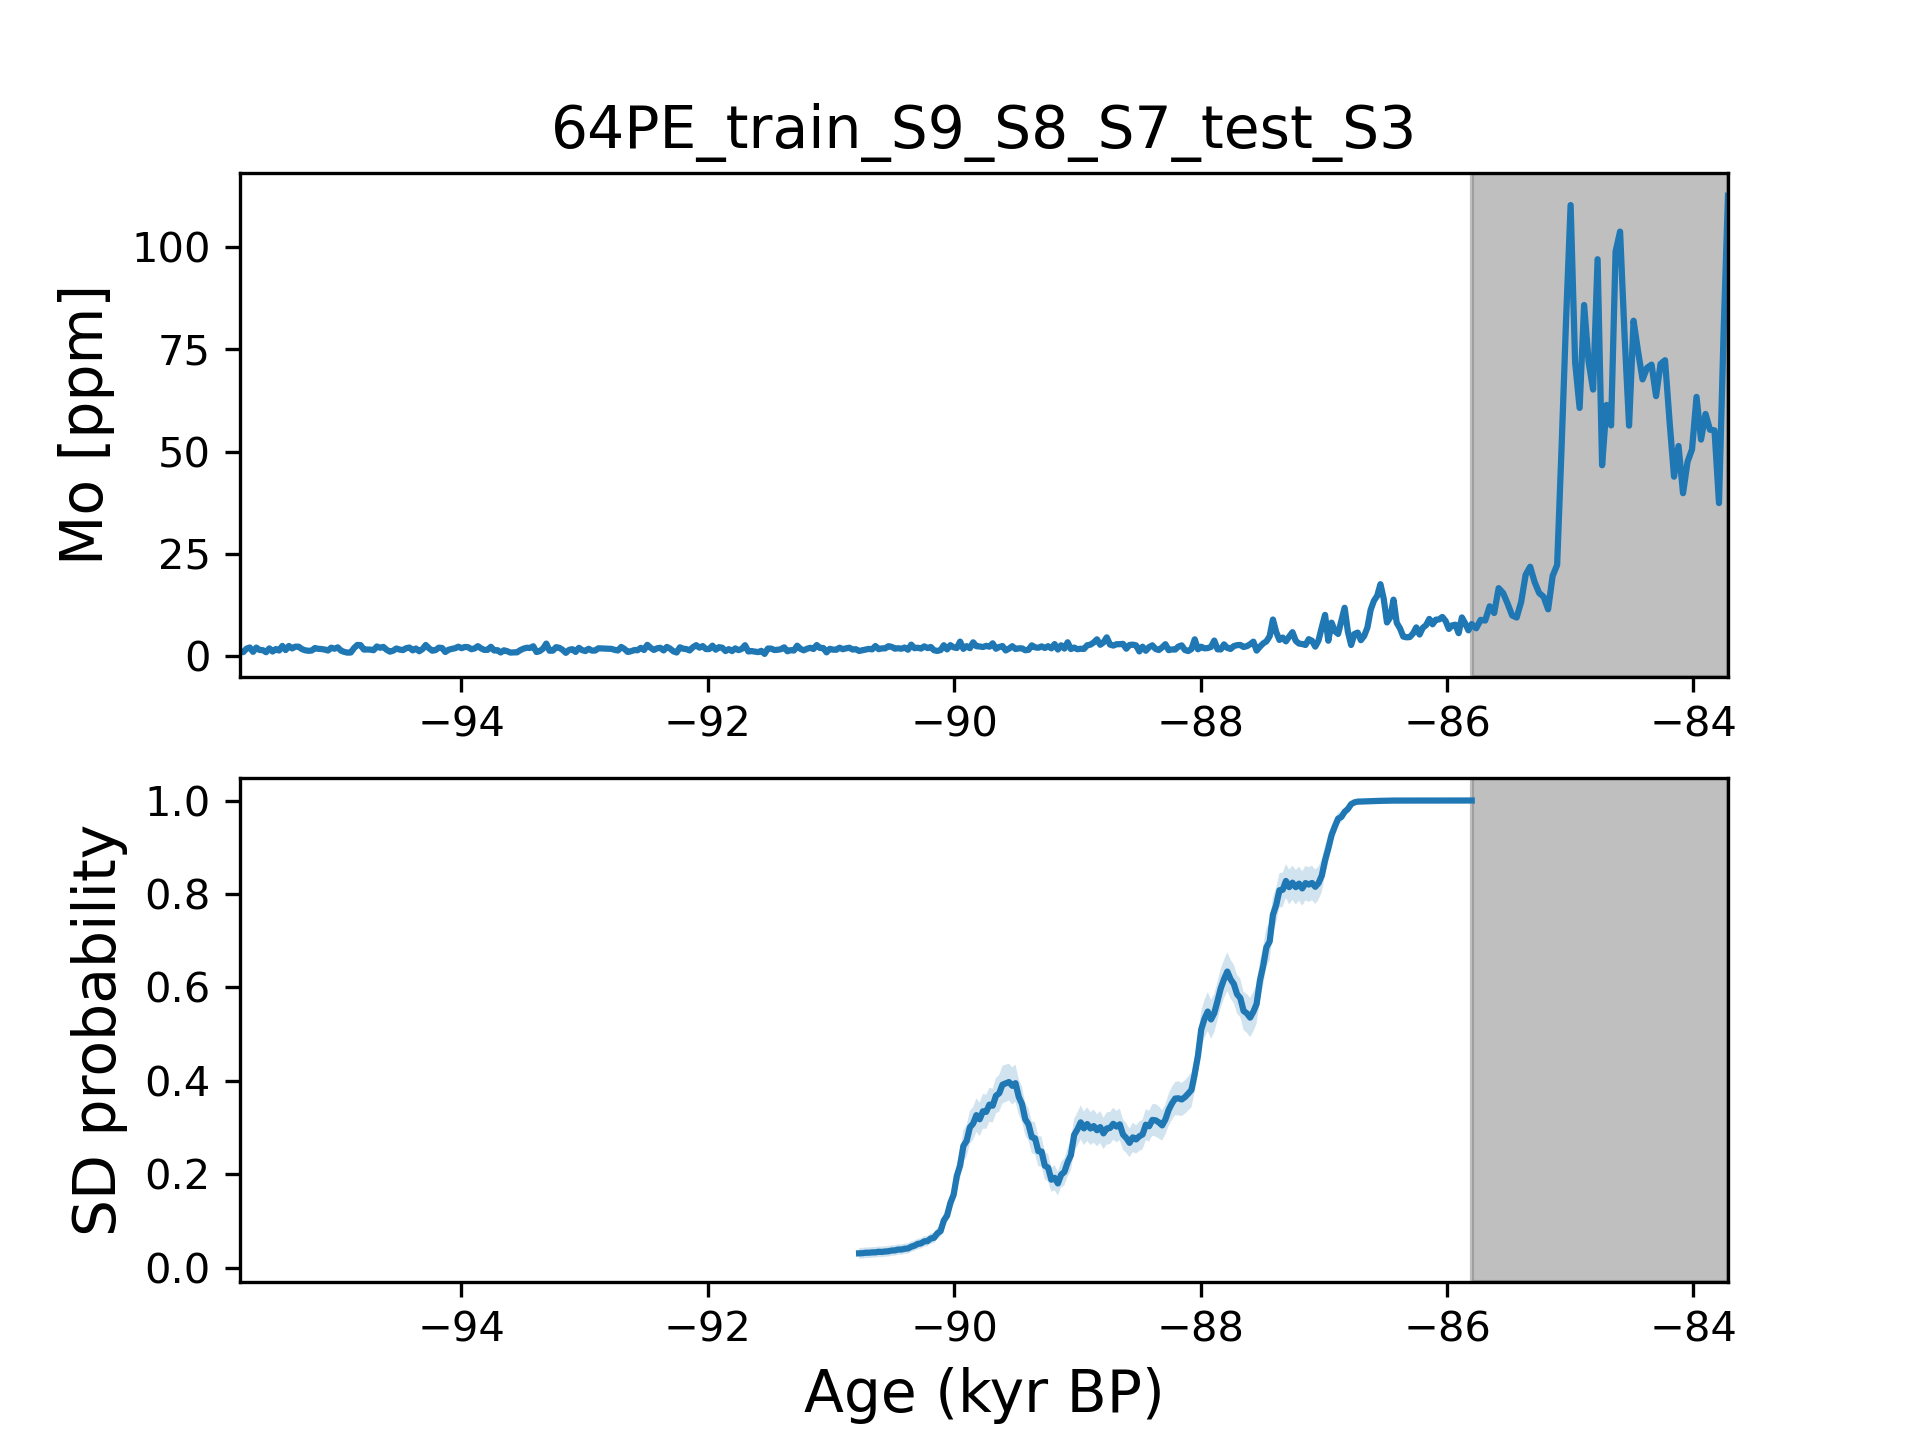 64PE_train_S9_S8_S7_test_S3
Mo [ppm]
100
75
50
25
0
−94 −92 −90 −88 −86 −84
SD probability
1.0
0.8
0.6
0.4
0.2
0.0
−94 −92 −90 −88 −86 −84
Age (kyr BP)